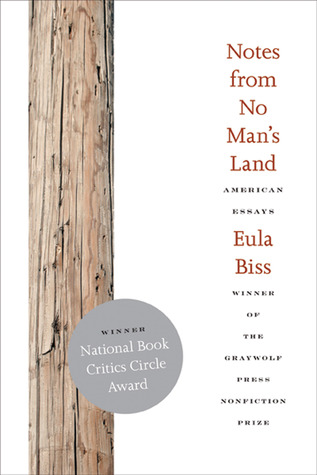 Notes
from
No
Man's
Land
AMERICAN
ESSAYS
Eula
Biss
WINNER
OF
THE
GRAYWOLF
PRESS
NONFICTION
PRIZE
WINNER
National Book
Critics Circle
Award